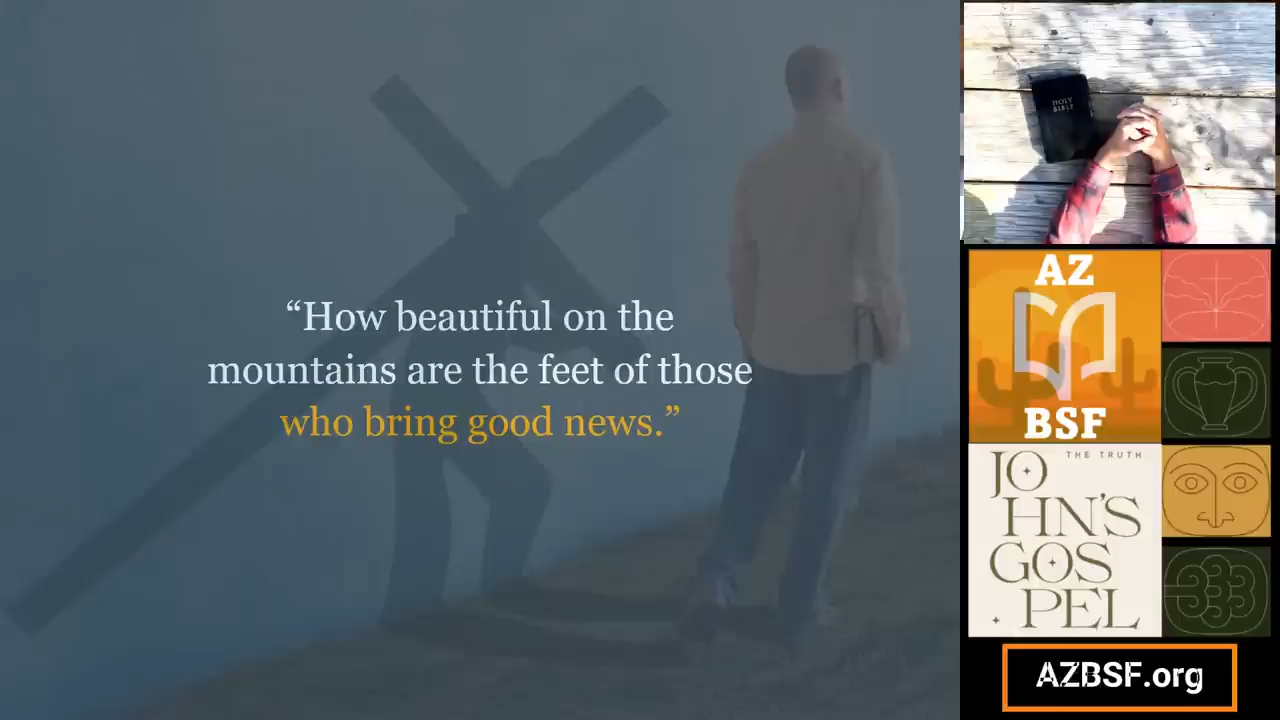 “How beautiful on the
mountains are the feet of those
who bring good news.”
HOLY
BIBLE
AZ
BSF
THE TRUTH
JO
HN'S
GOS
PEL
AZBSF.org